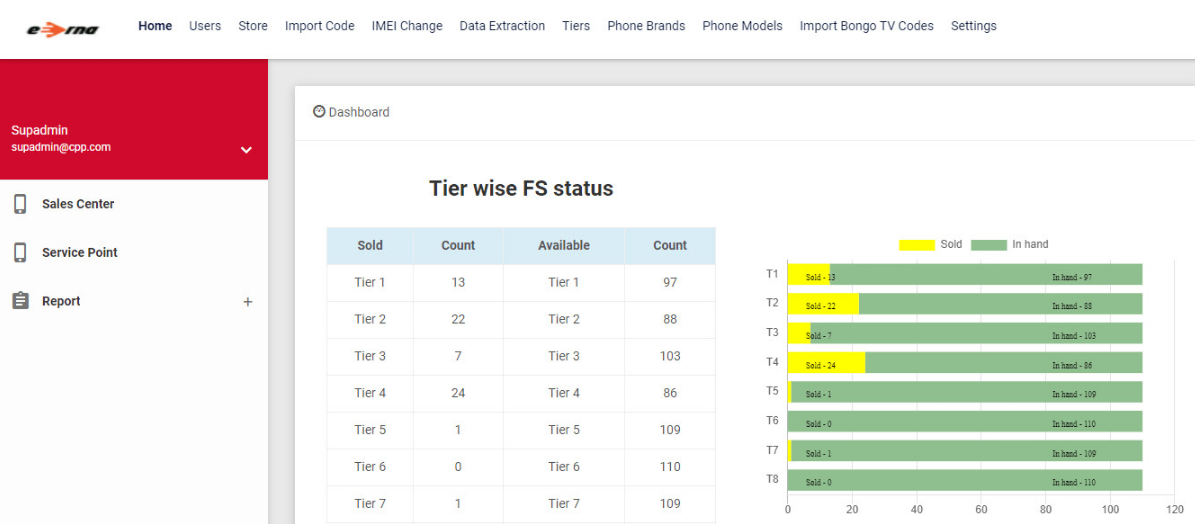 Home Users Store Import Code IMEI Change Data Extraction Tiers Phone Brands Phone Models Import Bongo TV Codes Settings
Supadmin
supadmin@cpp.com
Sales Center
Service Point
Report +
Dashboard
Tier wise FS status
Sold Count Available Count
Tier 1 13 Tier 1 97
Tier 2 22 Tier 2 88
Tier 3 7 Tier 3 103
Tier 4 24 Tier 4 86
Tier 5 1 Tier 5 109
Tier 6 0 Tier 6 110
Tier 7 1 Tier 7 109
Sold In hand
T1 Sold - 13 In hand - 97
T2 Sold - 22 In hand - 88
T3 Sold - 7 In hand - 103
T4 Sold - 24 In hand - 86
T5 Sold - 1 In hand - 109
T6 Sold - 0 In hand - 110
T7 Sold - 1 In hand - 109
T8 Sold - 0 In hand - 110
0 20 40 60 80 100 120